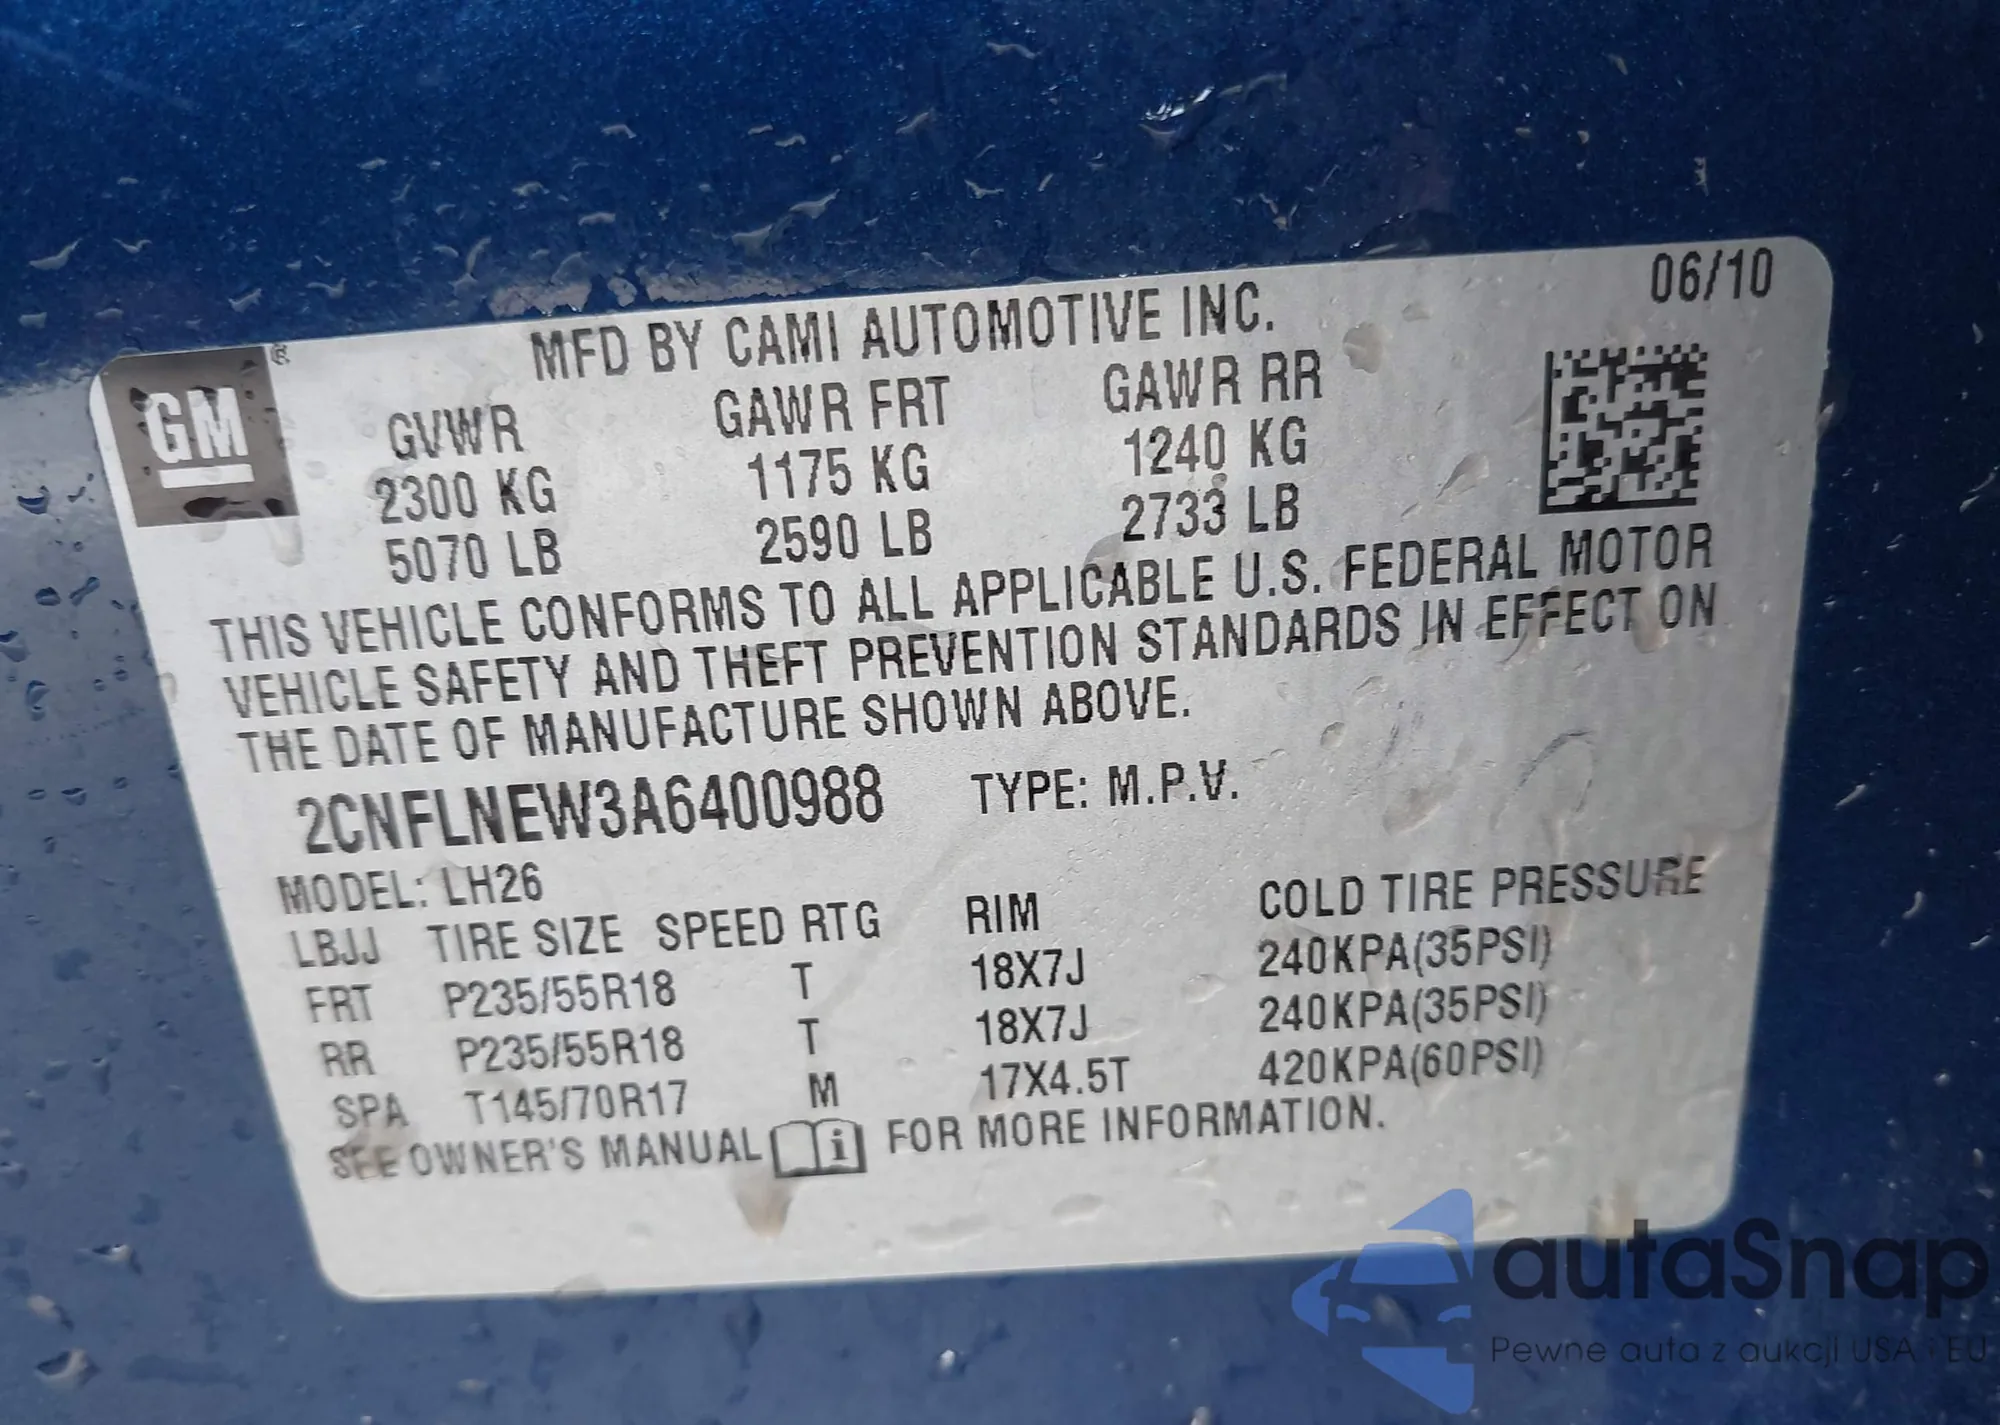 06/10
MFD BY CAMI AUTOMOTIVE INC.
GM
GVWR GAWR FRT GAWR RR
2300 KG 1175 KG 1240 KG
5070 LB 2590 LB 2733 LB
THIS VEHICLE CONFORMS TO ALL APPLICABLE U.S. FEDERAL MOTOR
VEHICLE SAFETY AND THEFT PREVENTION STANDARDS IN EFFECT ON
THE DATE OF MANUFACTURE SHOWN ABOVE.
2CNFLNEW3A6400988 TYPE: M.P.V.
MODEL: LH26
LBJJ TIRE SIZE SPEED RTG RIM COLD TIRE PRESSURE
FRT P235/55R18 T 18X7J 240KPA(35PSI)
RR P235/55R18 T 18X7J 240KPA(35PSI)
SPA T145/70R17 M 17X4.5T 420KPA(60PSI)
SEE OWNER'S MANUAL i FOR MORE INFORMATION.
autaSnap
Pewne auta z aukcji USA i EU